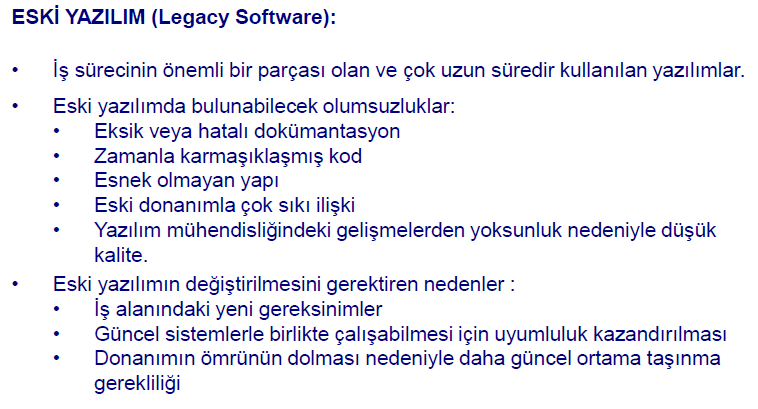 ESKİ YAZILIM (Legacy Software):
• İş sürecinin önemli bir parçası olan ve çok uzun süredir kullanılan yazılımlar.
• Eski yazılımda bulunabilecek olumsuzluklar:
• Eksik veya hatalı dokümantasyon
• Zamanla karmaşıklaşmış kod
• Esnek olmayan yapı
• Eski donanımla çok sıkı ilişki
• Yazılım mühendisliğindeki gelişmelerden yoksunluk nedeniyle düşük
kalite.
• Eski yazılımın değiştirilmesini gerektiren nedenler :
• İş alanındaki yeni gereksinimler
• Güncel sistemlerle birlikte çalışabilmesi için uyumluluk kazandırılması
• Donanımın ömrünün dolması nedeniyle daha güncel ortama taşınma
gerekliliği